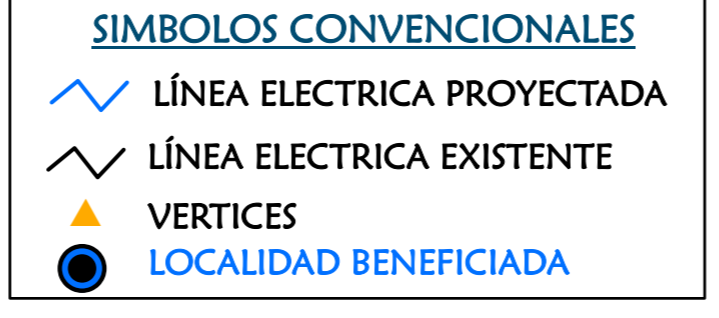 SIMBOLOS CONVENCIONALES
LÍNEA ELECTRICA PROYECTADA
LÍNEA ELECTRICA EXISTENTE
VERTICES
LOCALIDAD BENEFICIADA